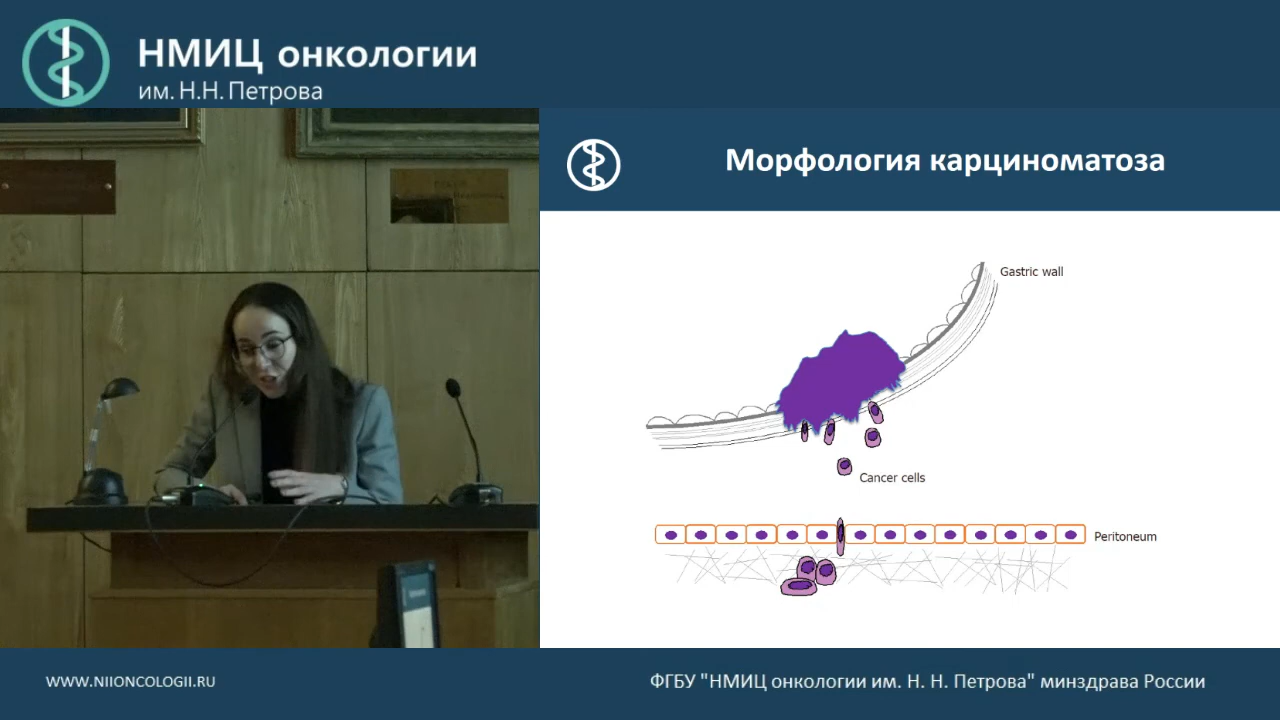 НМИЦ онкологии
им. Н.Н. Петрова
Морфология карциноматоза
Gastric wall
Cancer cells
Peritoneum
WWW.NIIONCOLOGII.RU
ФГБУ "НМИЦ онкологии им. Н. Н. Петрова" минздрава России